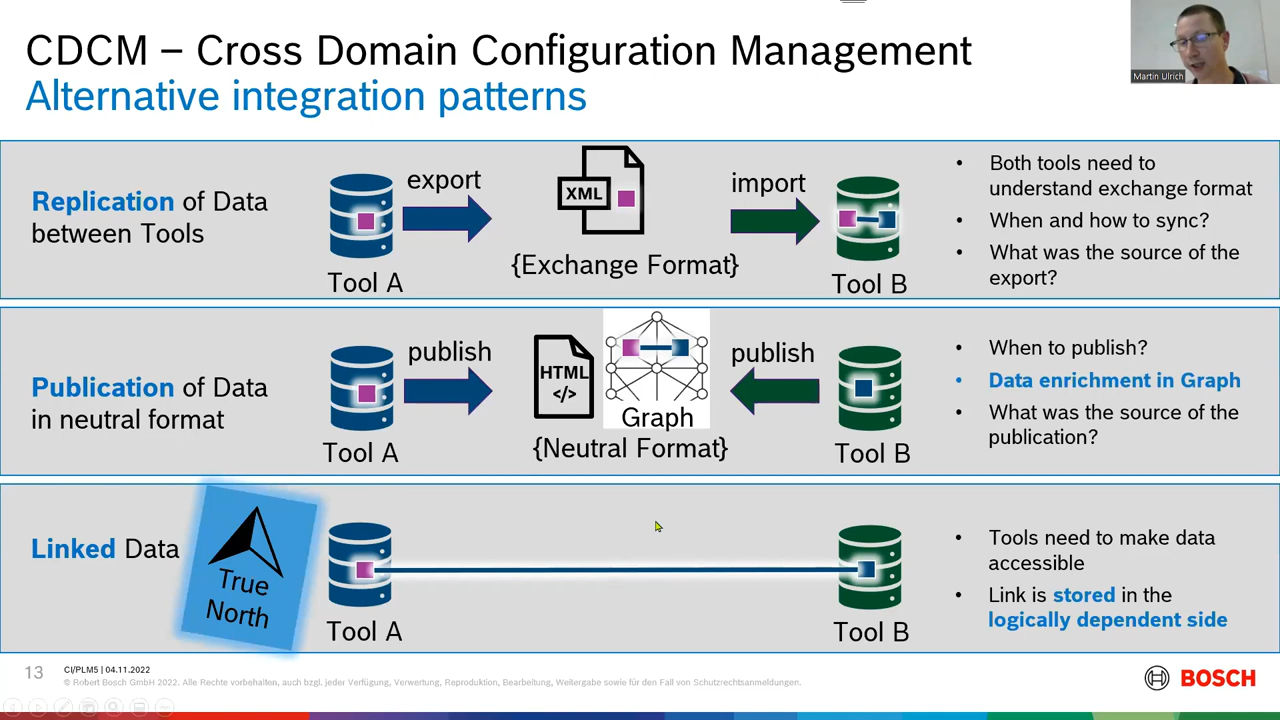 CDCM – Cross Domain Configuration Management
Alternative integration patterns
Martin Ulrich
Replication of Data
between Tools
Tool A
export
XML
{Exchange Format}
import
Tool B
• Both tools need to
understand exchange format
• When and how to sync?
• What was the source of the
export?
Publication of Data
in neutral format
Tool A
publish
HTML
</>
Graph
{Neutral Format}
publish
Tool B
• When to publish?
• Data enrichment in Graph
• What was the source of the
publication?
Linked Data
True
North
Tool A
Tool B
• Tools need to make data
accessible
• Link is stored in the
logically dependent side
13
CI/PLM5 | 04.11.2022
© Robert Bosch GmbH 2022. Alle Rechte vorbehalten, auch bzgl. jeder Verfügung, Verwertung, Reproduktion, Bearbeitung, Weitergabe sowie für den Fall von Schutzrechtsanmeldungen.
BOSCH